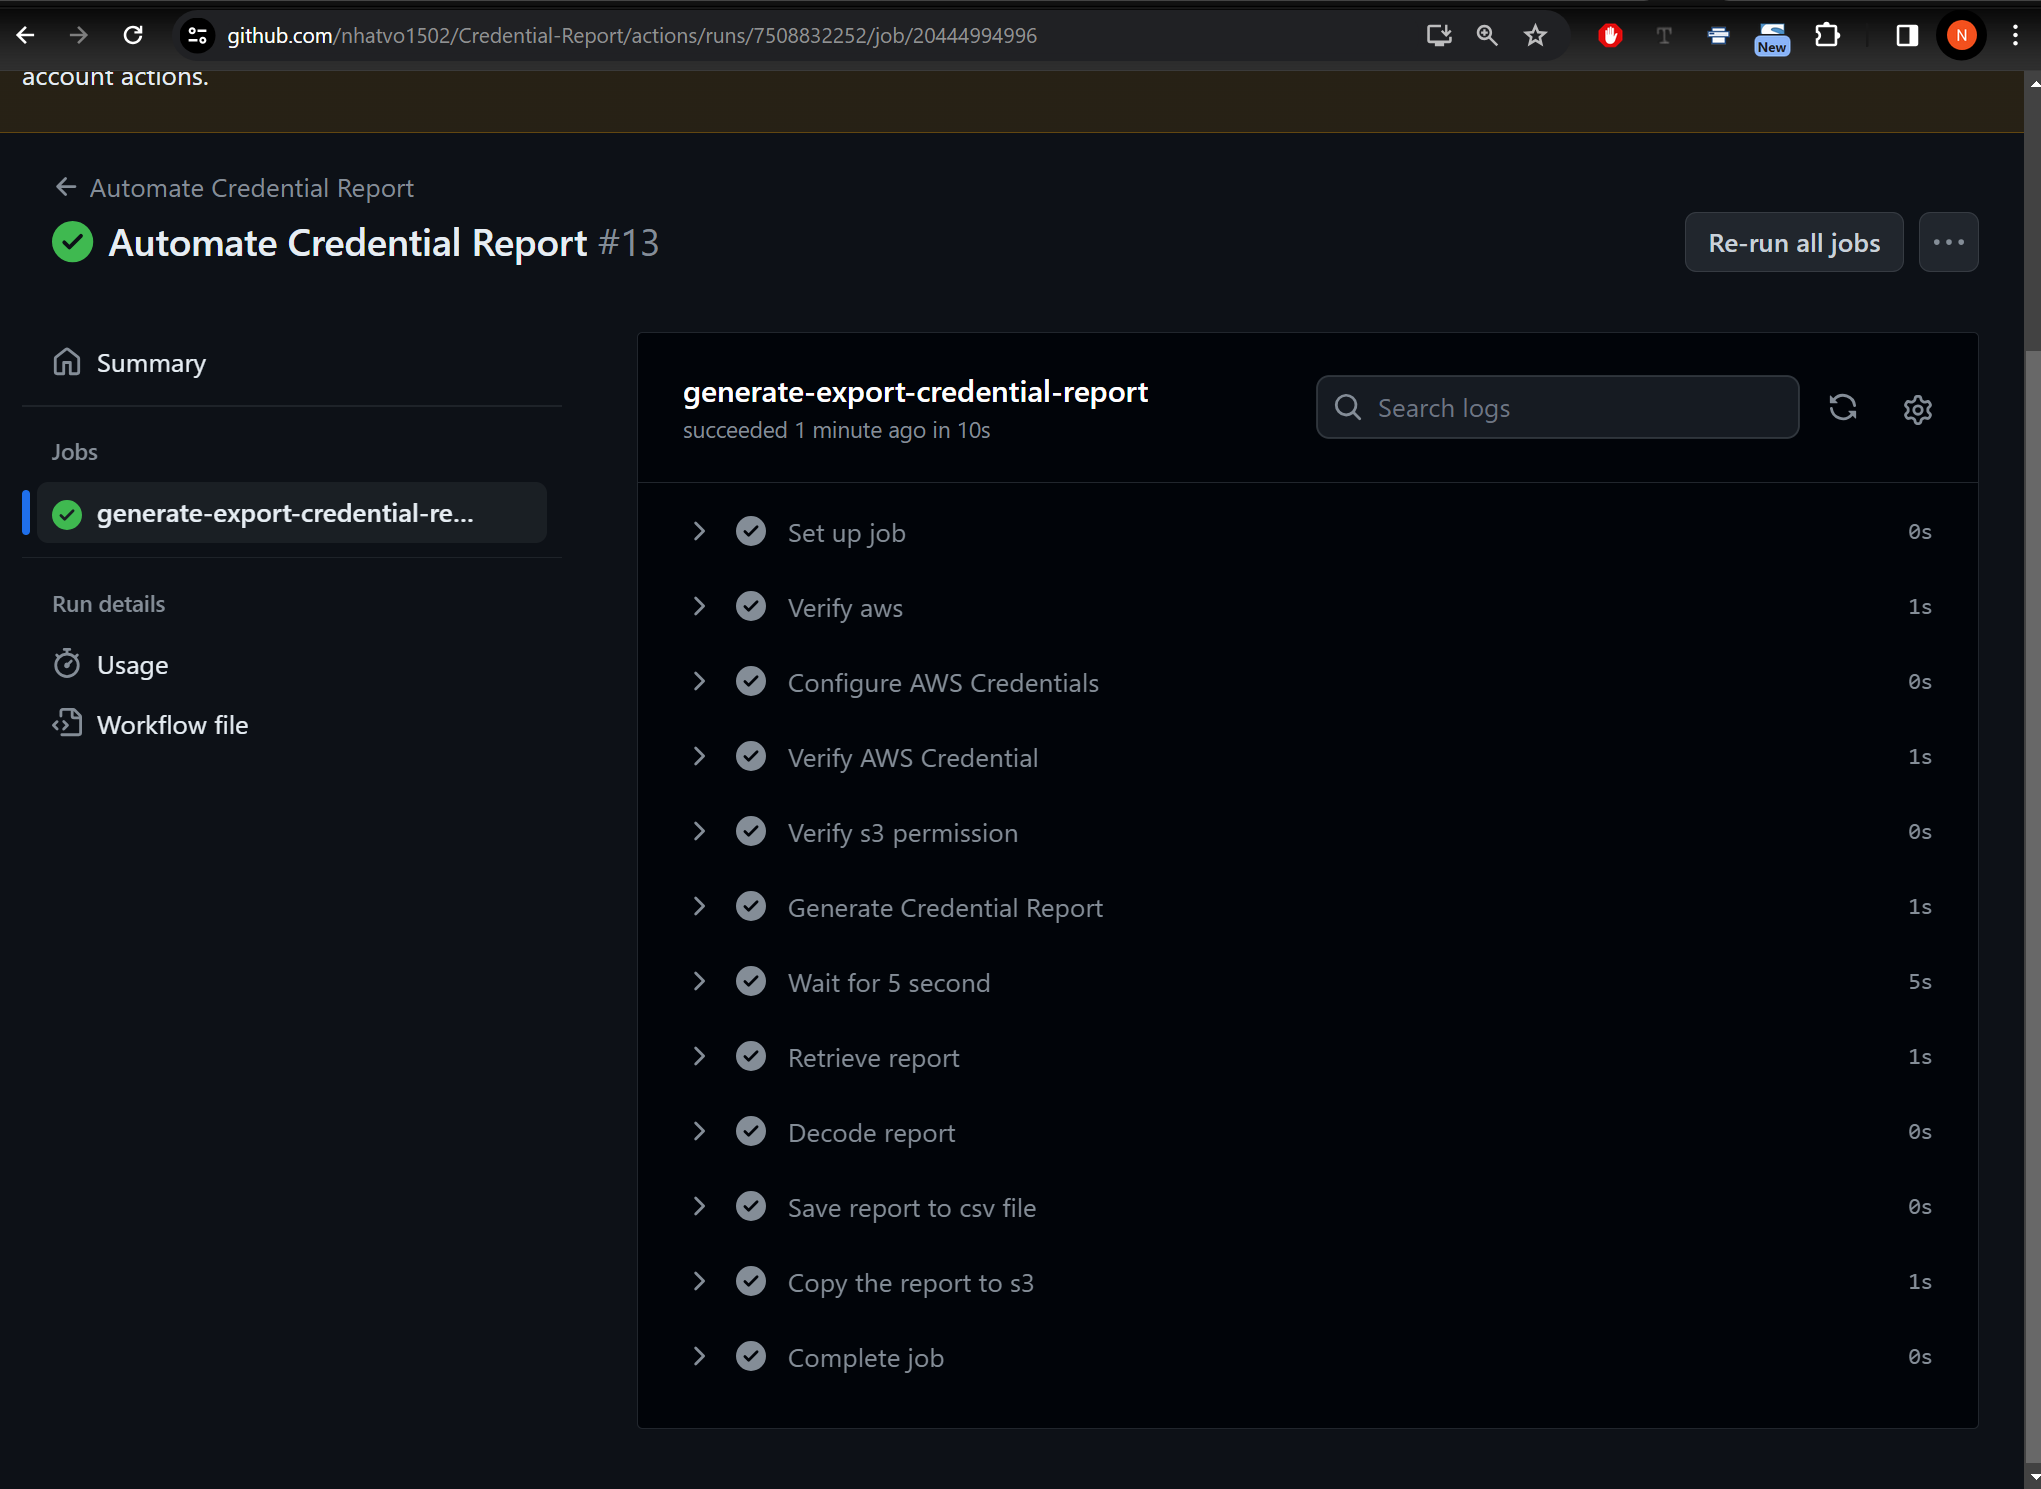 github.com/nhatvo1502/Credential-Report/actions/runs/7508832252/job/20444994996
T
New
N
account actions.
Automate Credential Report
Automate Credential Report #13
Re-run all jobs
Summary
Jobs
generate-export-credential-re...
Run details
Usage
Workflow file
generate-export-credential-report
succeeded 1 minute ago in 10s
Search logs
Set up job 0s
Verify aws 1s
Configure AWS Credentials 0s
Verify AWS Credential 1s
Verify s3 permission 0s
Generate Credential Report 1s
Wait for 5 second 5s
Retrieve report 1s
Decode report 0s
Save report to csv file 0s
Copy the report to s3 1s
Complete job 0s